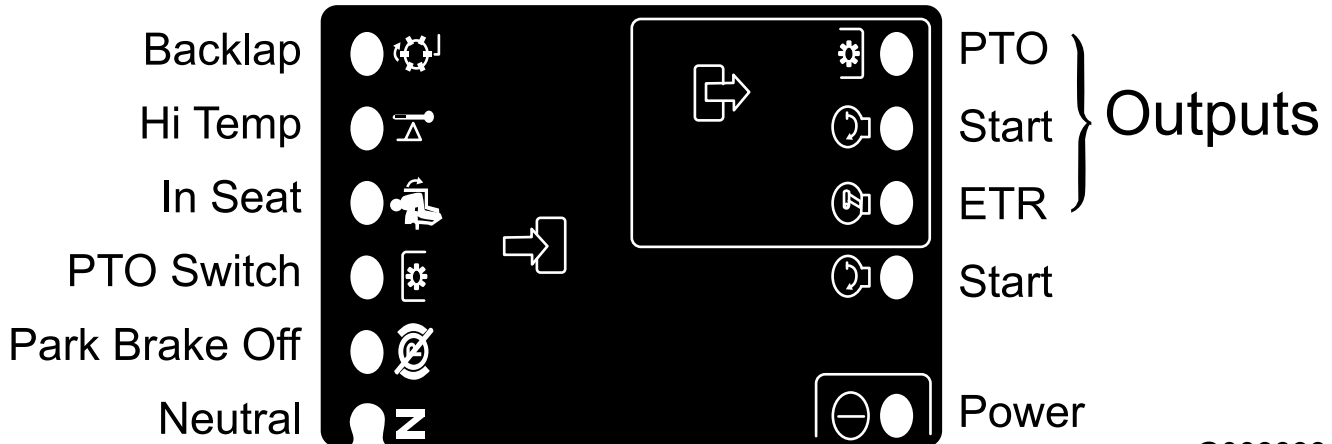 Backlap
Hi Temp
In Seat
PTO Switch
Park Brake Off
Neutral
N
PTO
Start
ETR
Outputs
Start
Power